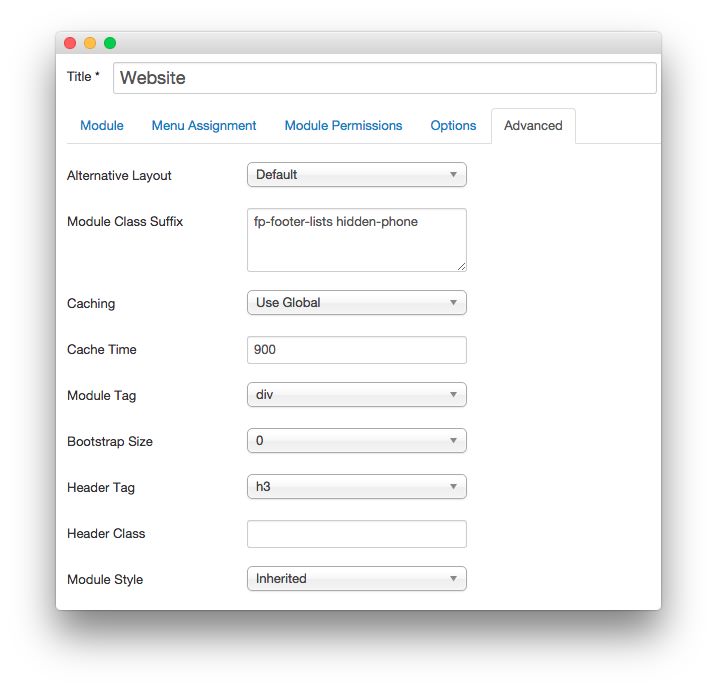 Title * Website
Module Menu Assignment Module Permissions Options Advanced
Alternative Layout Default
Module Class Suffix fp-footer-lists hidden-phone
Caching Use Global
Cache Time 900
Module Tag div
Bootstrap Size 0
Header Tag h3
Header Class
Module Style Inherited